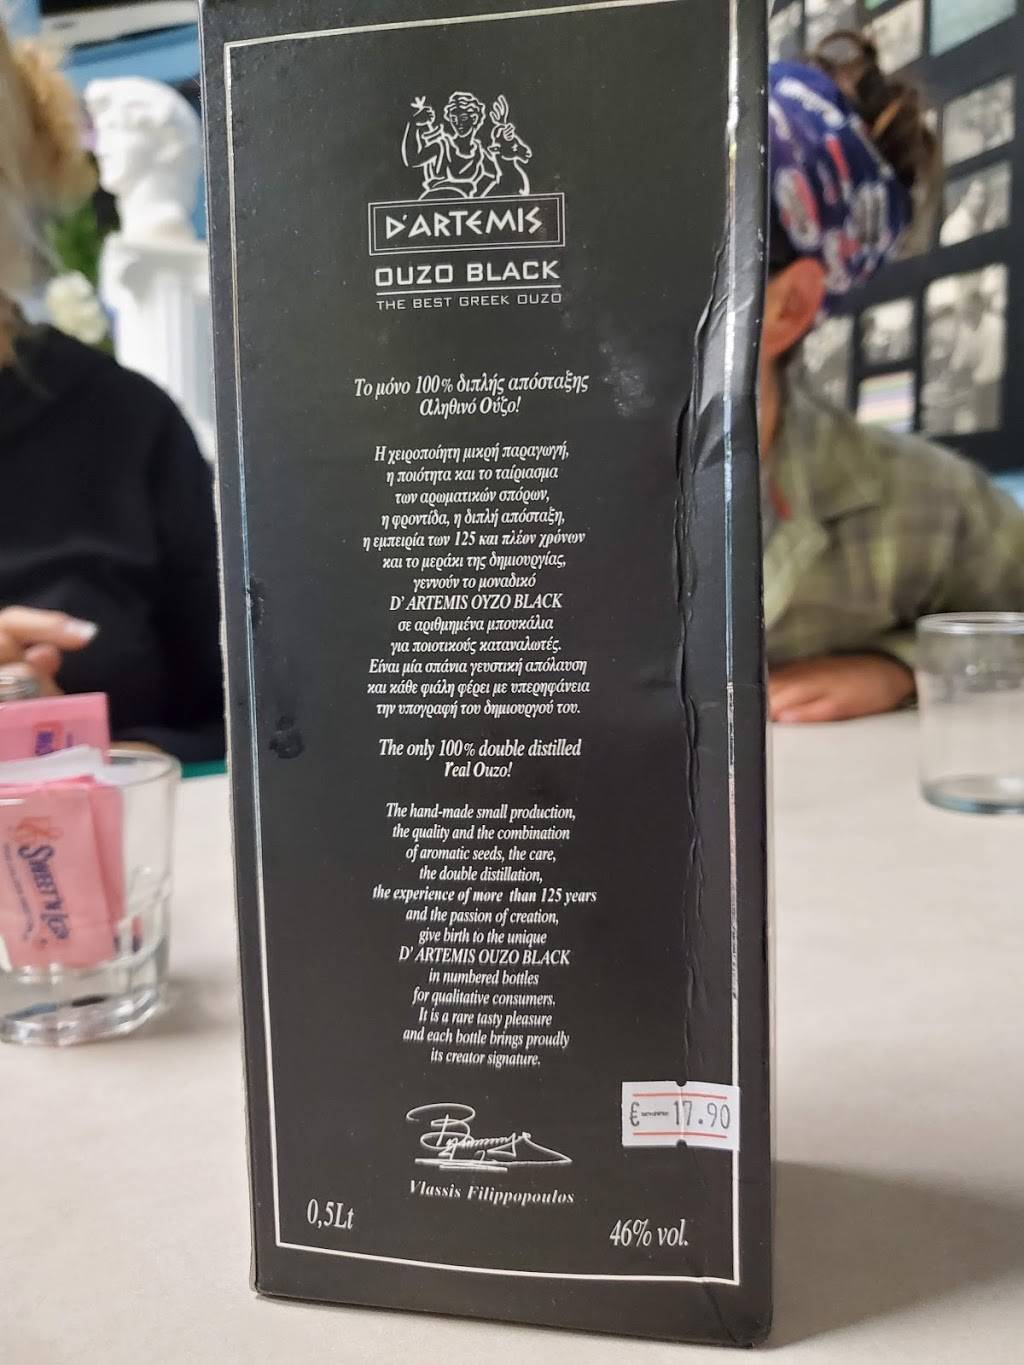 D'ARTEMIS
OUZO BLACK
THE BEST GREEK OUZO
Το μόνο 100% διπλής απόσταξης
αληθινό Ούζο!
Η χειροποίητη μικρή παραγωγή,
η ποιότητα και το ταίριασμα
των αρωματικών σπόρων,
η φροντίδα, η διπλή απόσταξη,
η εμπειρία των 125 και πλέον χρόνων
και το μεράκι της δημιουργίας,
γεννούν το μοναδικό
D' ARTEMIS ΟΥΖΟ BLACK
σε αριθμημένα μπουκάλια
για ποιοτικούς καταναλωτές.
Είναι μία σπάνια γευστική απόλαυση
και κάθε φιάλη φέρει με υπερηφάνεια
την υπογραφή του δημιουργού του.
The only 100% double distilled
real Ouzo!
The hand-made small production,
the quality and the combination
of aromatic seeds, the care,
the double distillation,
the experience of more than 125 years
and the passion of creation,
give birth to the unique
D' ARTEMIS OUZO BLACK
in numbered bottles
for qualitative consumers.
It is a rare tasty pleasure
and each bottle brings proudly
its creator signature.
€ 17.90
Vlassis Filippopoulos
0,5Lt
46% vol.
SWEET'N LOW